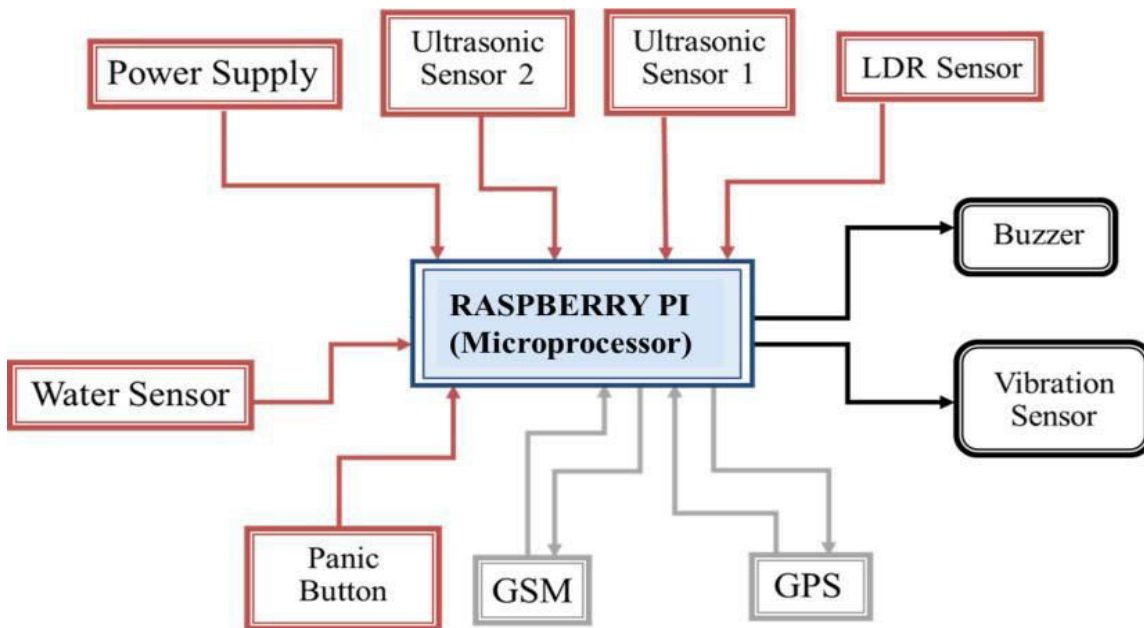 Power Supply
Ultrasonic
Sensor 2
Ultrasonic
Sensor 1
LDR Sensor
Buzzer
RASPBERRY PI
(Microprocessor)
Water Sensor
Vibration
Sensor
Panic
Button
GSM
GPS